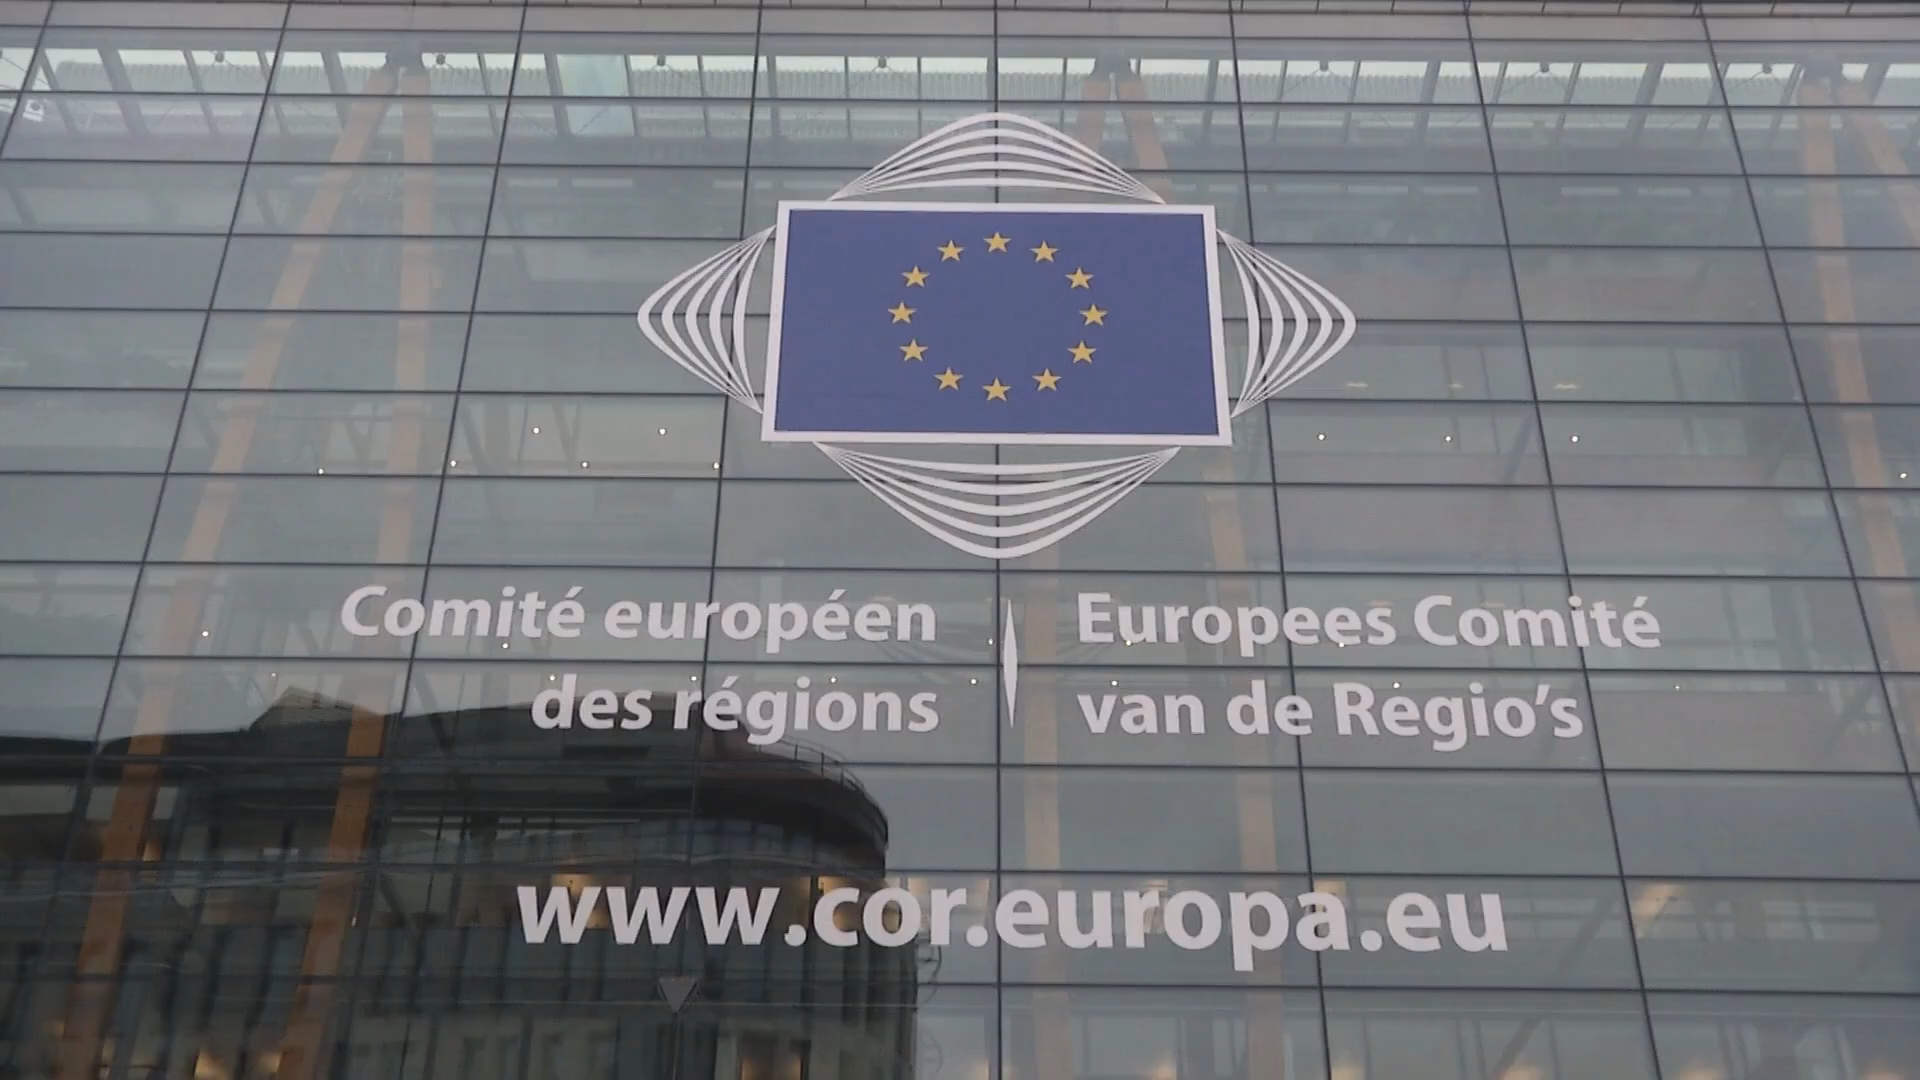 Comité européen
des régions
Europees Comité
van de Regio's
www.cor.europa.eu